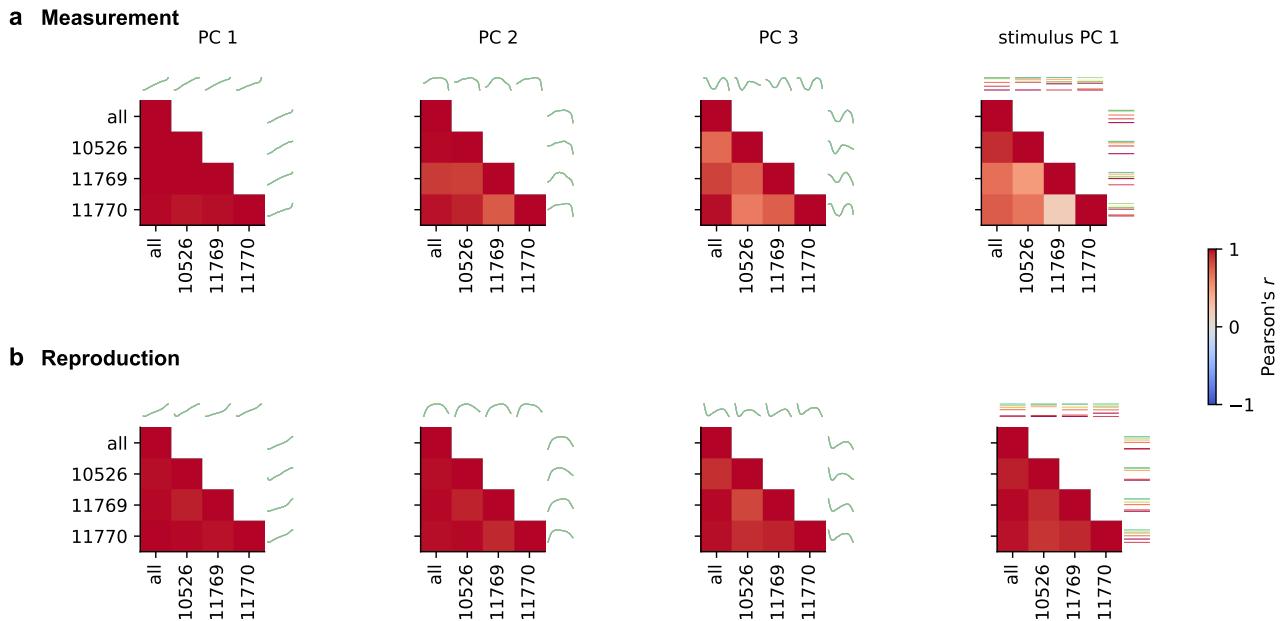 a Measurement
PC 1 PC 2 PC 3 stimulus PC 1
all
10526
11769
11770
all 10526 11769 11770 all 10526 11769 11770 all 10526 11769 11770 all 10526 11769 11770
1
0
−1
Pearson's r
b Reproduction
all
10526
11769
11770
all 10526 11769 11770 all 10526 11769 11770 all 10526 11769 11770 all 10526 11769 11770